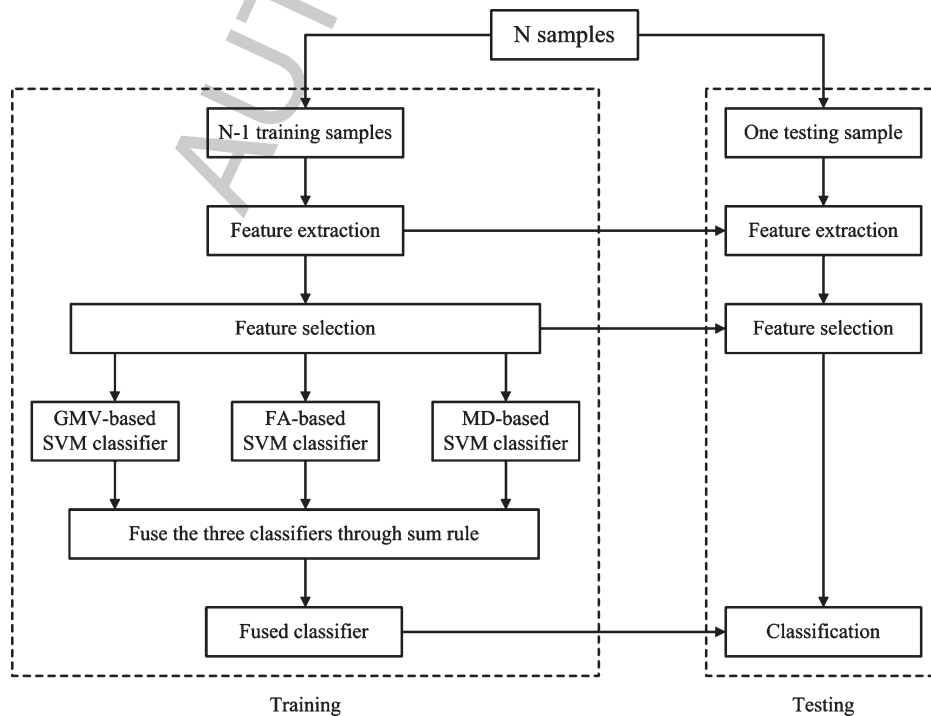 N samples
N-1 training samples
One testing sample
Feature extraction
Feature extraction
Feature selection
Feature selection
GMV-based
SVM classifier
FA-based
SVM classifier
MD-based
SVM classifier
Fuse the three classifiers through sum rule
Fused classifier
Classification
Training
Testing
AUT